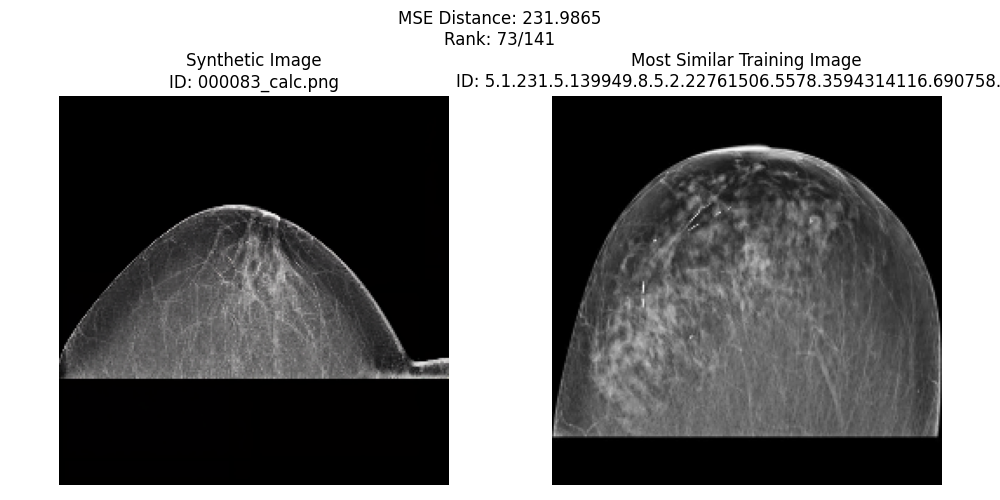 MSE Distance: 231.9865
Rank: 73/141
Synthetic Image
ID: 000083_calc.png
Most Similar Training Image
ID: 5.1.231.5.139949.8.5.2.22761506.5578.3594314116.690758.